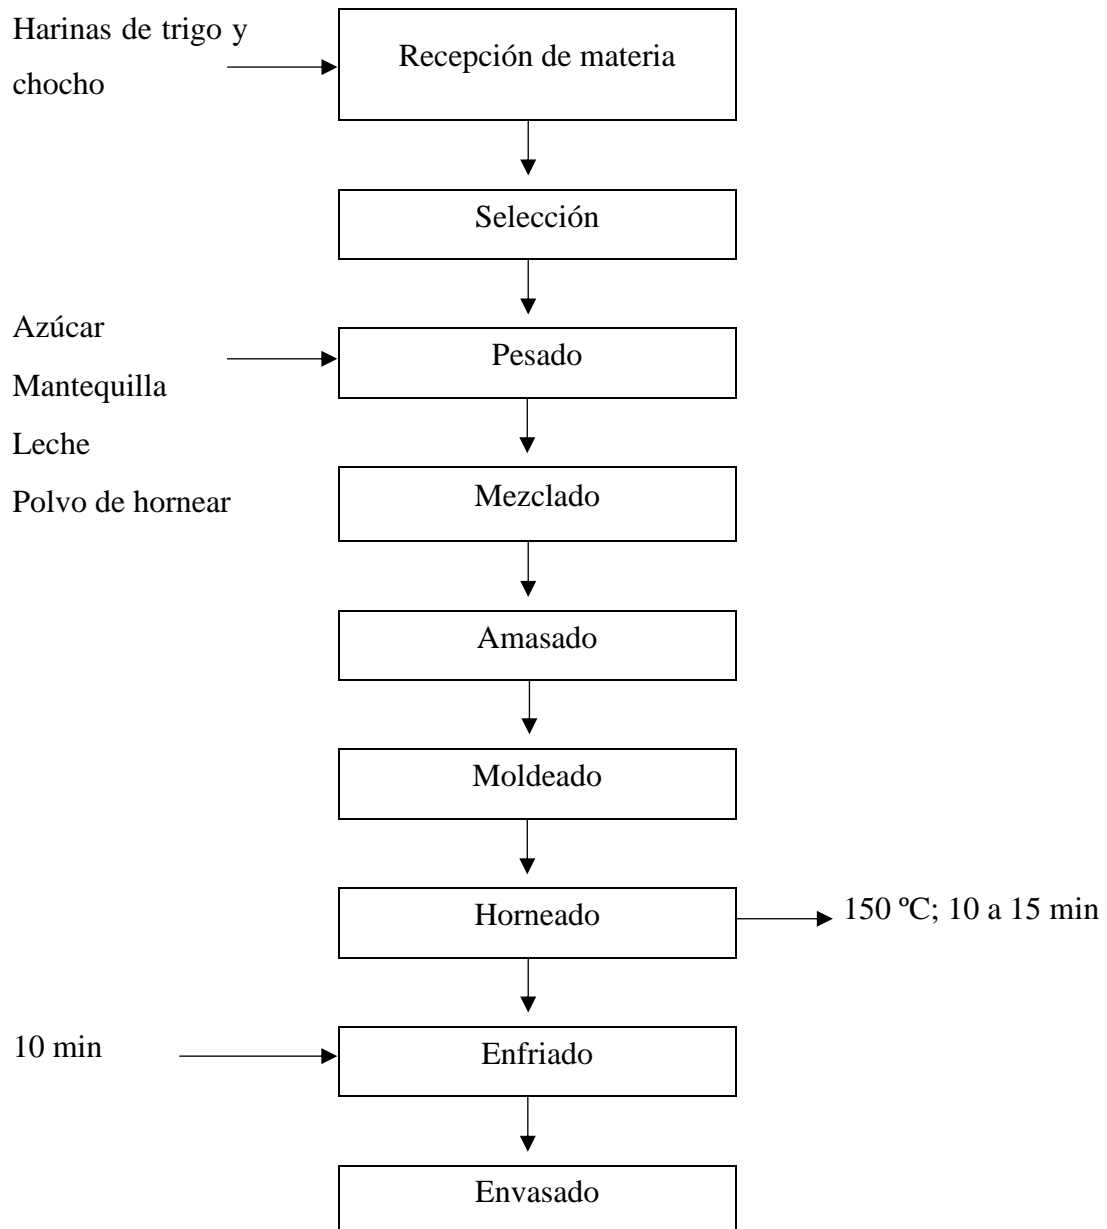 Harinas de trigo y
chocho
Recepción de materia
Selección
Azúcar
Mantequilla
Leche
Polvo de hornear
Pesado
Mezclado
Amasado
Moldeado
Horneado
150 ºC; 10 a 15 min
10 min
Enfriado
Envasado